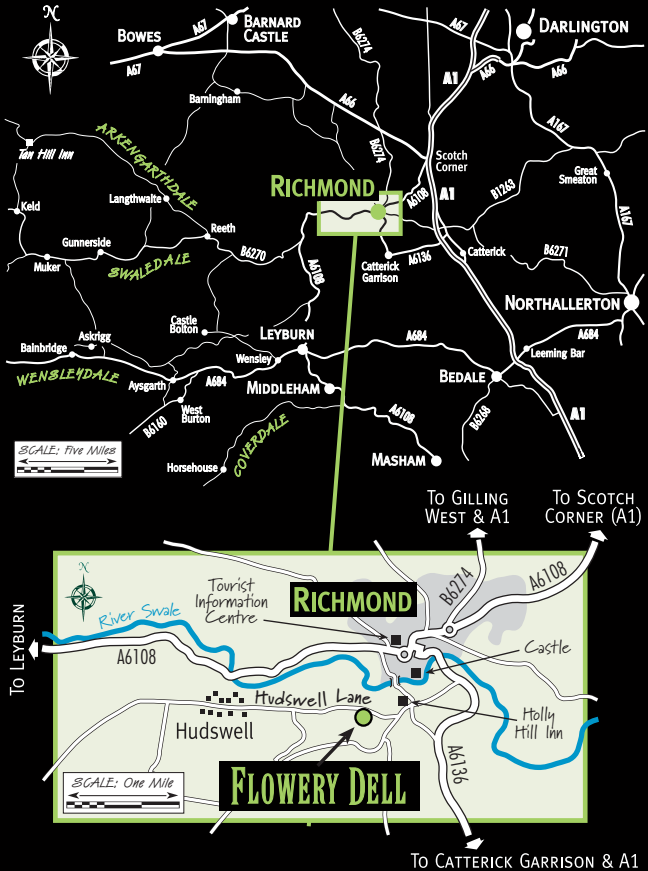 N
BARNARD
CASTLE
BOWES
A67
A67
B6274
A67
DARLINGTON
A1
A66
A66
Barningham
A66
A167
Tan Hill Inn
ARKENGARTHDALE
B6274
Scotch
Corner
Great
Smeaton
Keld
Langthwaite
RICHMOND
A6108
A1
B1263
A167
Reeth
Gunnerside
Muker
SWALEDALE
B6270
A6108
Catterick
Garrison
A6136
Catterick
B6271
NORTHALLERTON
Castle
Bolton
LEYBURN
Askrigg
Bainbridge
Wensley
A684
A684
Leeming Bar
WENSLEYDALE
Aysgarth
A684
MIDDLEHAM
BEDALE
West
Burton
B6160
A6108
B6268
A1
COVERDALE
SCALE: Five Miles
Horsehouse
MASHAM
TO GILLING
WEST & A1
TO SCOTCH
CORNER (A1)
N
Tourist
Information
Centre
RICHMOND
B6274
A6108
River Swale
TO LEYBURN
A6108
Castle
Hudswell Lane
Hudswell
Holly
Hill Inn
A6136
FLOWERY DELL
SCALE: One Mile
TO CATTERICK GARRISON & A1